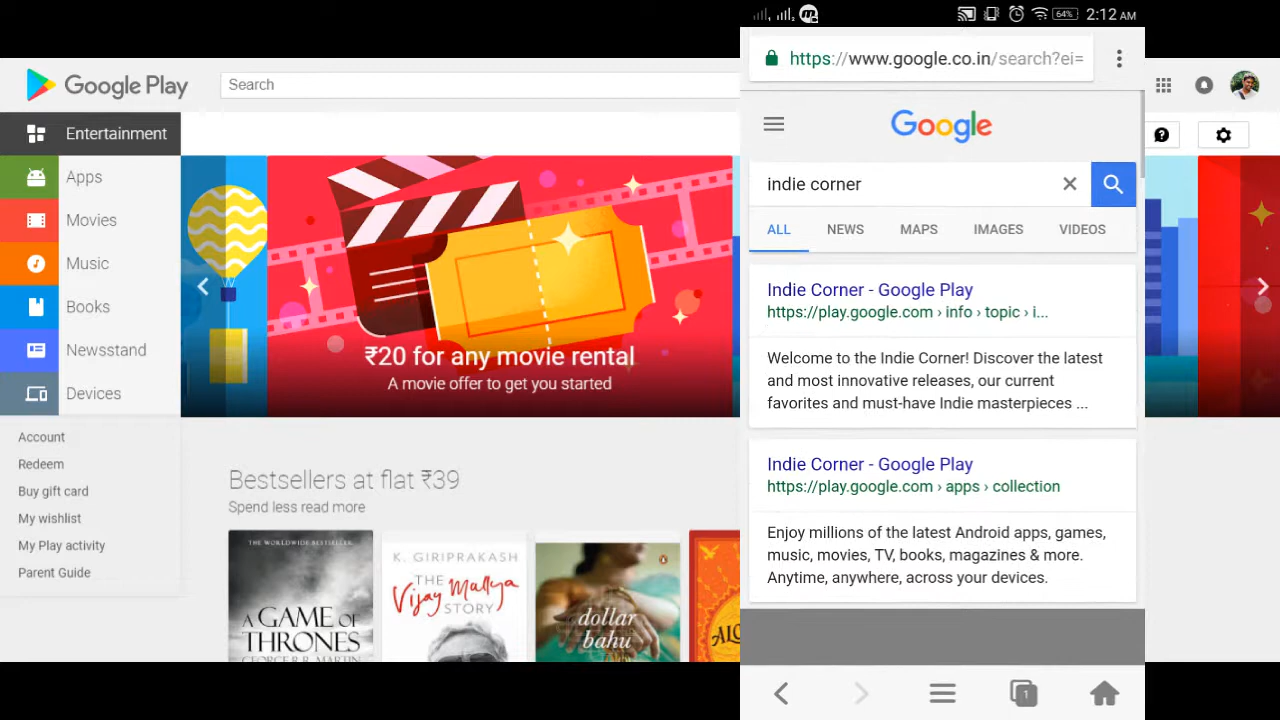 Google Play
Search
Entertainment
Apps
Movies
Music
Books
Newsstand
Devices
Account
Redeem
Buy gift card
My wishlist
My Play activity
Parent Guide
₹20 for any movie rental
A movie offer to get you started
Bestsellers at flat ₹39
Spend less read more
THE WORLDWIDE BESTSELLER
A GAME OF
THRONES
GEORGE R.R. MARTIN
K. GIRIPRAKASH
THE
Vijay Mallya
STORY
dollar
bahu
64%
2:12 AM
https://www.google.co.in/search?ei=
Google
indie corner
ALL
NEWS
MAPS
IMAGES
VIDEOS
Indie Corner - Google Play
https://play.google.com › info › topic › i...
Welcome to the Indie Corner! Discover the latest
and most innovative releases, our current
favorites and must-have Indie masterpieces ...
Indie Corner - Google Play
https://play.google.com › apps › collection
Enjoy millions of the latest Android apps, games,
music, movies, TV, books, magazines & more.
Anytime, anywhere, across your devices.
1